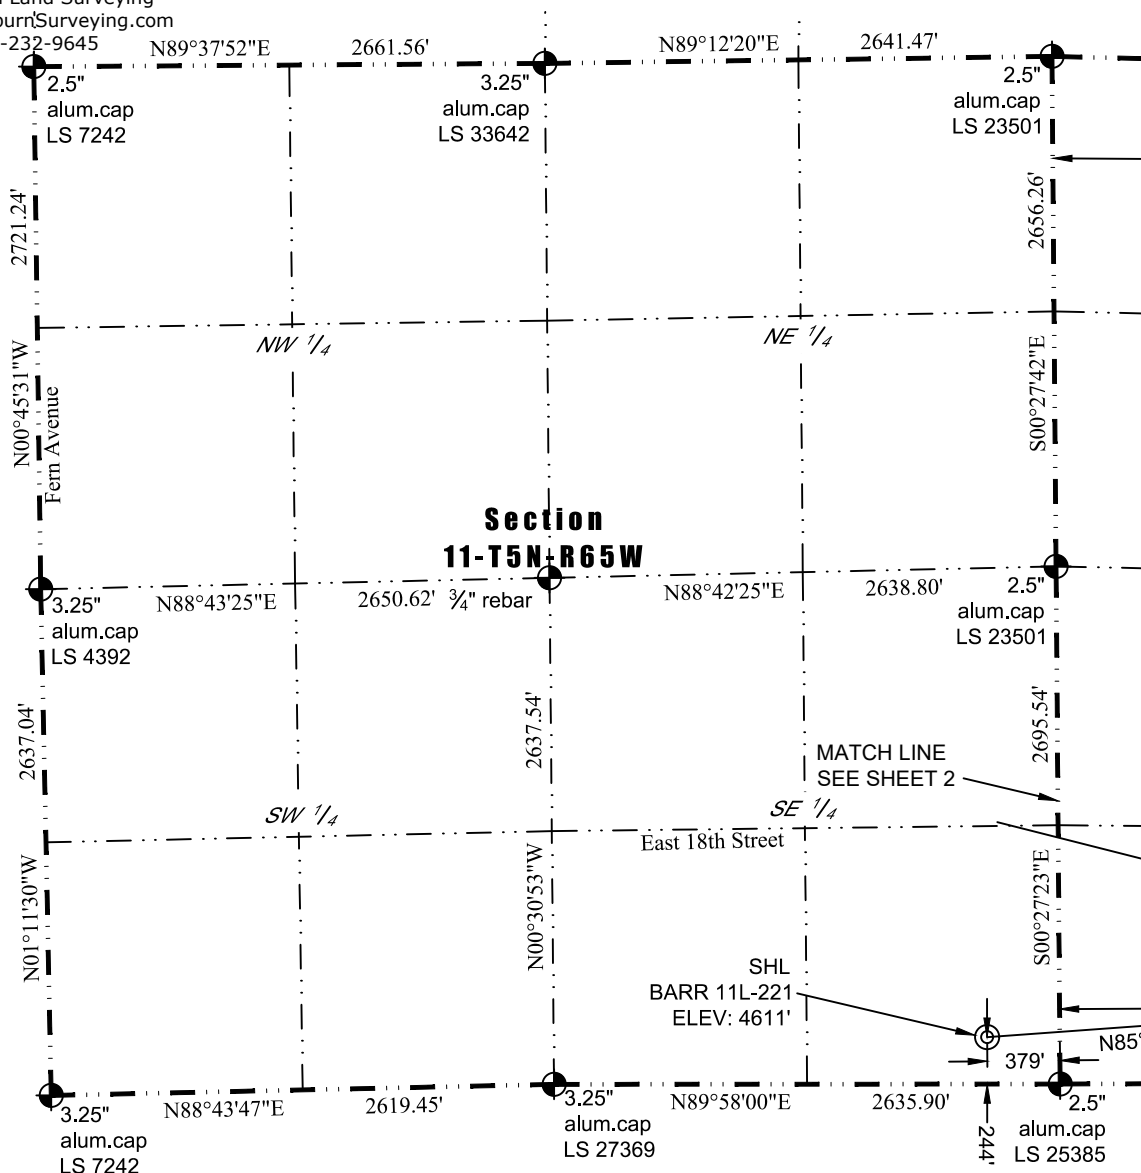 Land Surveying
burnSurveying.com
-232-9645
N89°37'52"E
2661.56'
N89°12'20"E
2641.47'
2.5"
alum.cap
LS 7242
3.25"
alum.cap
LS 33642
2.5"
alum.cap
LS 23501
2721.24'
2656.26'
NW 1/4
NE 1/4
N00°45'31"W
Fern Avenue
S00°27'42"E
Section
11-T5N-R65W
N88°43'25"E
2650.62'
¾" rebar
N88°42'25"E
2638.80'
3.25"
alum.cap
LS 4392
2.5"
alum.cap
LS 23501
2637.04'
2637.54'
2695.54'
MATCH LINE
SEE SHEET 2
SW 1/4
SE 1/4
East 18th Street
N01°11'30"W
N00°30'53"W
S00°27'23"E
SHL
BARR 11L-221
ELEV: 4611'
N85°
379'
244'
N88°43'47"E
2619.45'
N89°58'00"E
2635.90'
3.25"
alum.cap
LS 7242
3.25"
alum.cap
LS 27369
2.5"
alum.cap
LS 25385